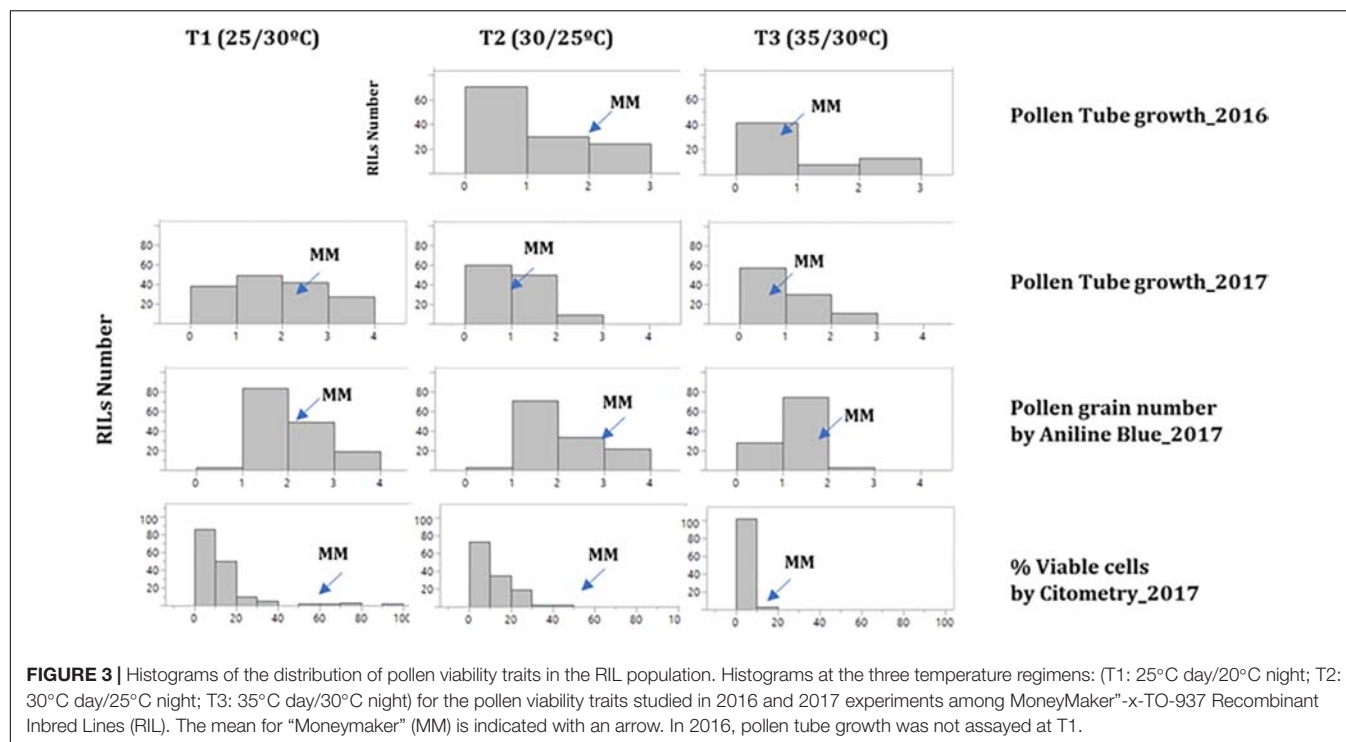 T1 (25/30ºC) T2 (30/25ºC) T3 (35/30ºC)
RILs Number
60
40
20
MM
0 1 2 3
60
40
20
MM
0 1 2 3
Pollen Tube growth_2016
RILs Number
80
60
40
20
MM
0 1 2 3 4
80
60
40
20
MM
0 1 2 3 4
80
60
40
20
MM
0 1 2 3 4
Pollen Tube growth_2017
80
60
40
20
MM
0 1 2 3 4
80
60
40
20
MM
0 1 2 3 4
80
60
40
20
MM
0 1 2 3 4
Pollen grain number
by Aniline Blue_2017
100
80
60
40
20
MM
0 20 40 60 80 100
100
80
60
40
20
MM
0 20 40 60 80 100
100
80
60
40
20
MM
0 20 40 60 80 100
% Viable cells
by Citometry_2017
FIGURE 3 | Histograms of the distribution of pollen viability traits in the RIL population. Histograms at the three temperature regimens: (T1: 25°C day/20°C night; T2:
30°C day/25°C night; T3: 35°C day/30°C night) for the pollen viability traits studied in 2016 and 2017 experiments among MoneyMaker"-x-TO-937 Recombinant
Inbred Lines (RIL). The mean for "Moneymaker" (MM) is indicated with an arrow. In 2016, pollen tube growth was not assayed at T1.